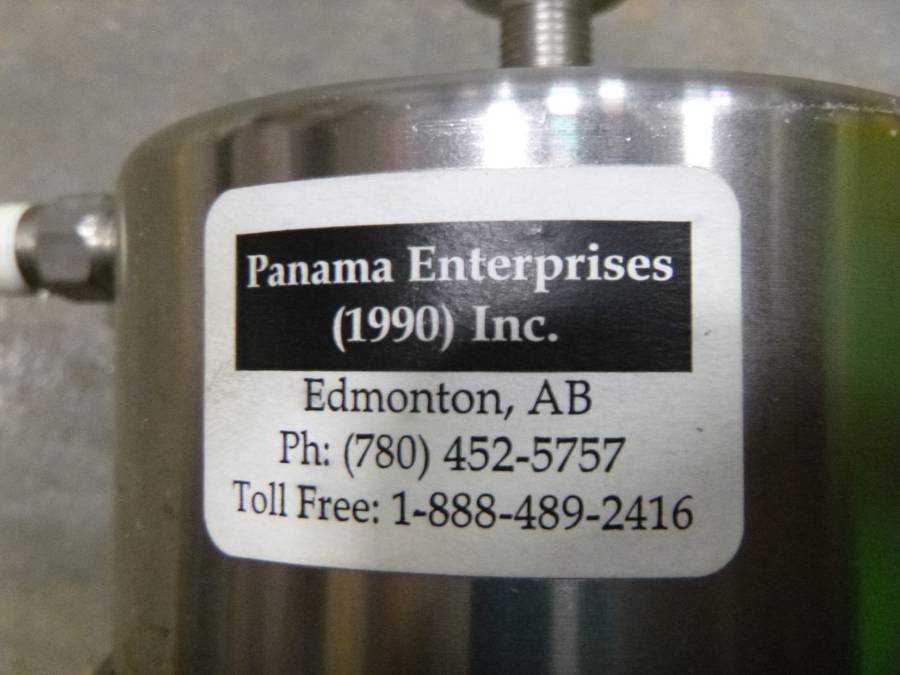 Panama Enterprises
(1990) Inc.
Edmonton, AB
Ph: (780) 452-5757
Toll Free: 1-888-489-2416